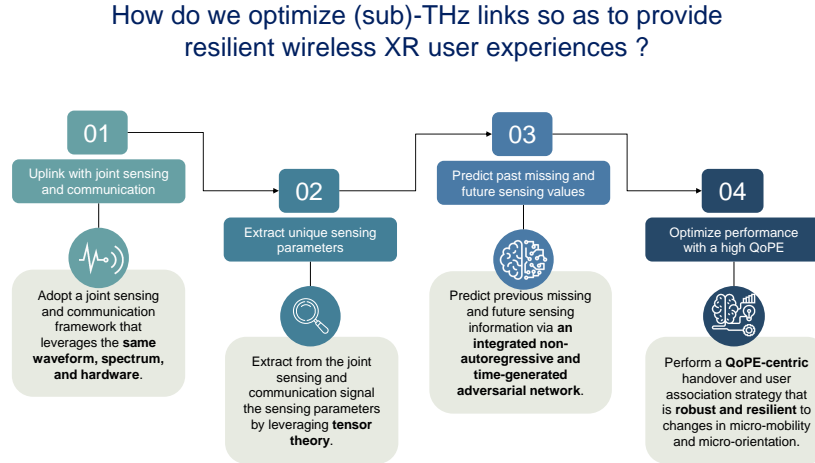 How do we optimize (sub)-THz links so as to provide
resilient wireless XR user experiences ?
01
Uplink with joint sensing
and communication
Adopt a joint sensing
and communication
framework that
leverages the same
waveform, spectrum,
and hardware.
02
Extract unique sensing
parameters
Extract from the joint
sensing and
communication signal
the sensing parameters
by leveraging tensor
theory.
03
Predict past missing and
future sensing values
Predict previous missing
and future sensing
information via an
integrated non-
autoregressive and
time-generated
adversarial network.
04
Optimize performance
with a high QoPE
Perform a QoPE-centric
handover and user
association strategy that
is robust and resilient to
changes in micro-mobility
and micro-orientation.